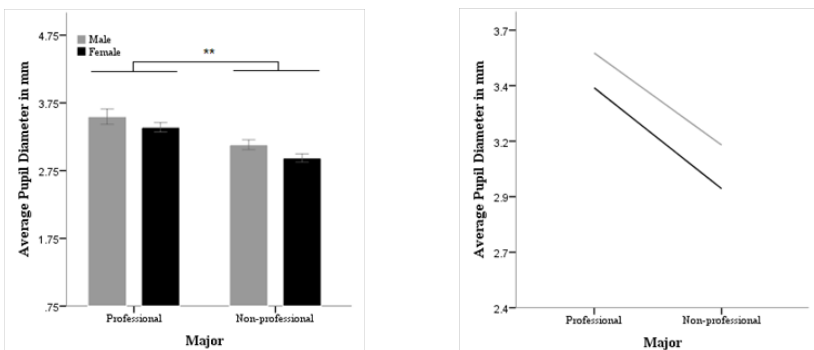 Average Pupil Diameter in mm
4.75
3.75
2.75
1.75
.75
Male
Female
**
Professional
Non-professional
Major
Average Pupil Diameter in mm
3.7
3.4
3.2
2.9
2.7
2.4
Professional
Non-professional
Major